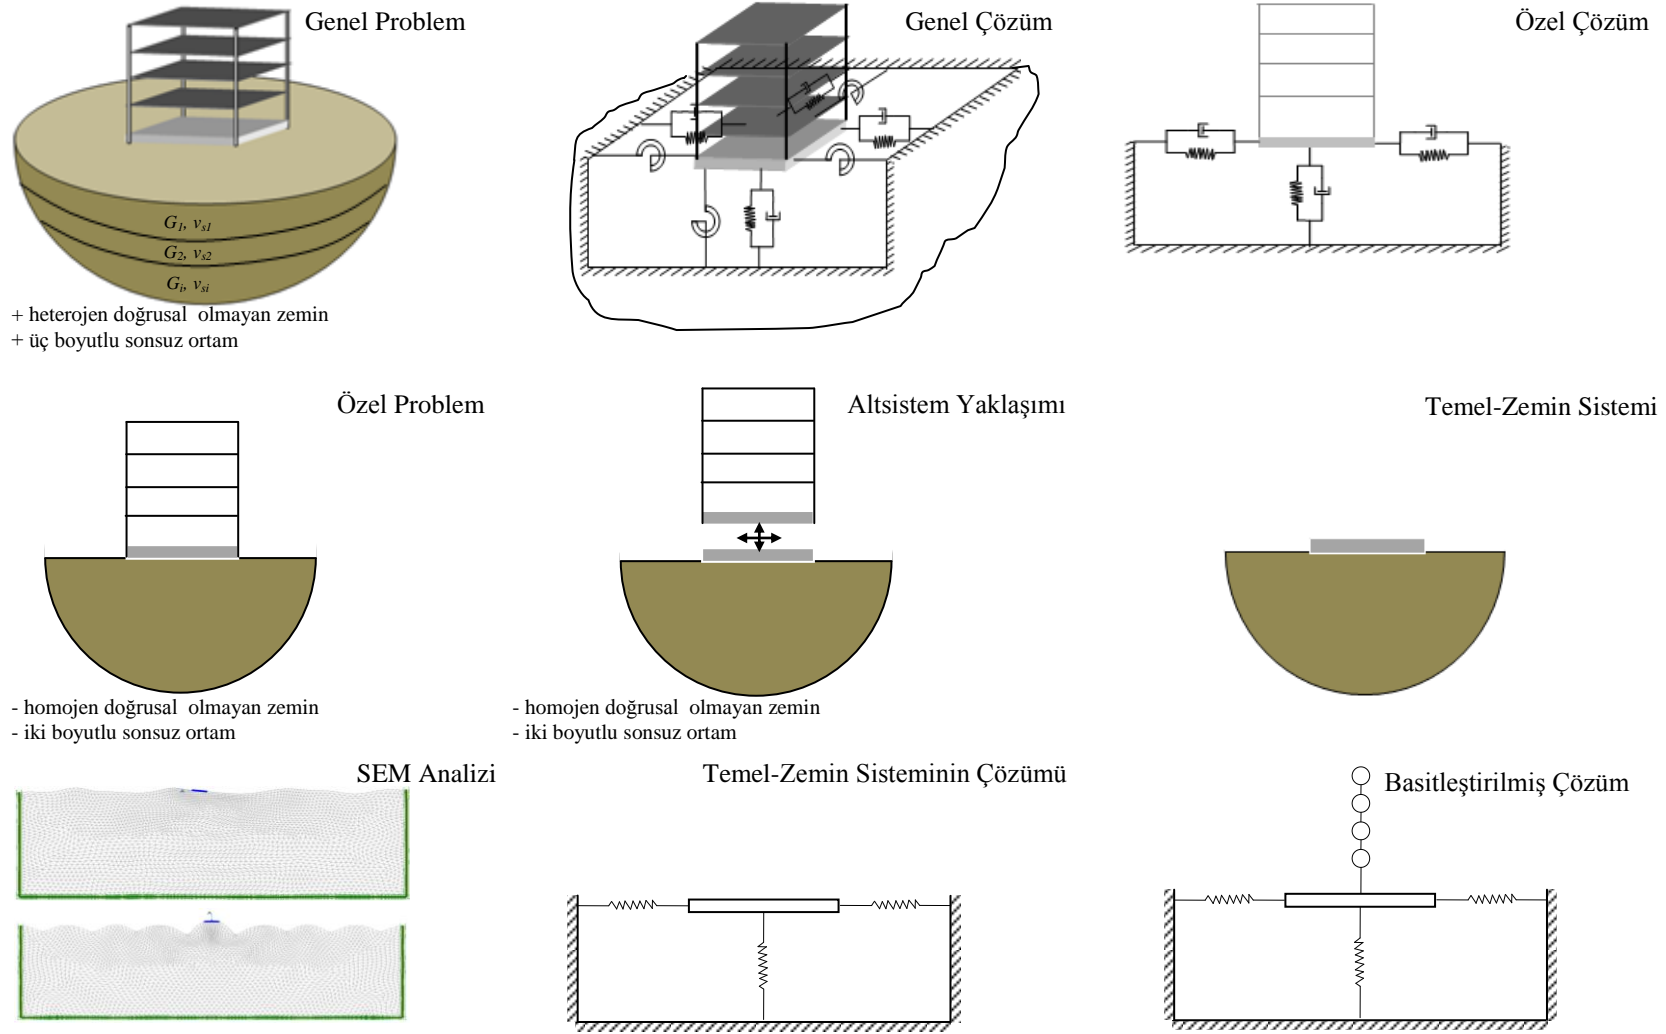 Genel Problem
Genel Çözüm
Özel Çözüm
G1, vs1
G2, vs2
Gi, vsi
+ heterojen doğrusal olmayan zemin
+ üç boyutlu sonsuz ortam
Özel Problem
Altsistem Yaklaşımı
Temel-Zemin Sistemi
- homojen doğrusal olmayan zemin
- iki boyutlu sonsuz ortam
- homojen doğrusal olmayan zemin
- iki boyutlu sonsuz ortam
SEM Analizi
Temel-Zemin Sisteminin Çözümü
Basitleştirilmiş Çözüm